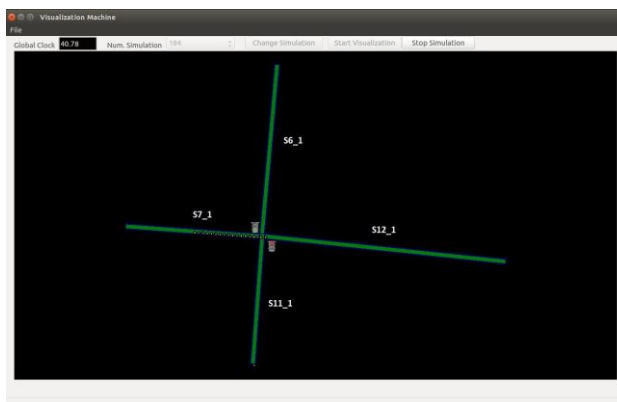 Visualization Machine
File
Global Clock 40.78 Num. Simulation 104 Change Simulation Start Visualization Stop Simulation
S6_1
S7_1
S12_1
S11_1